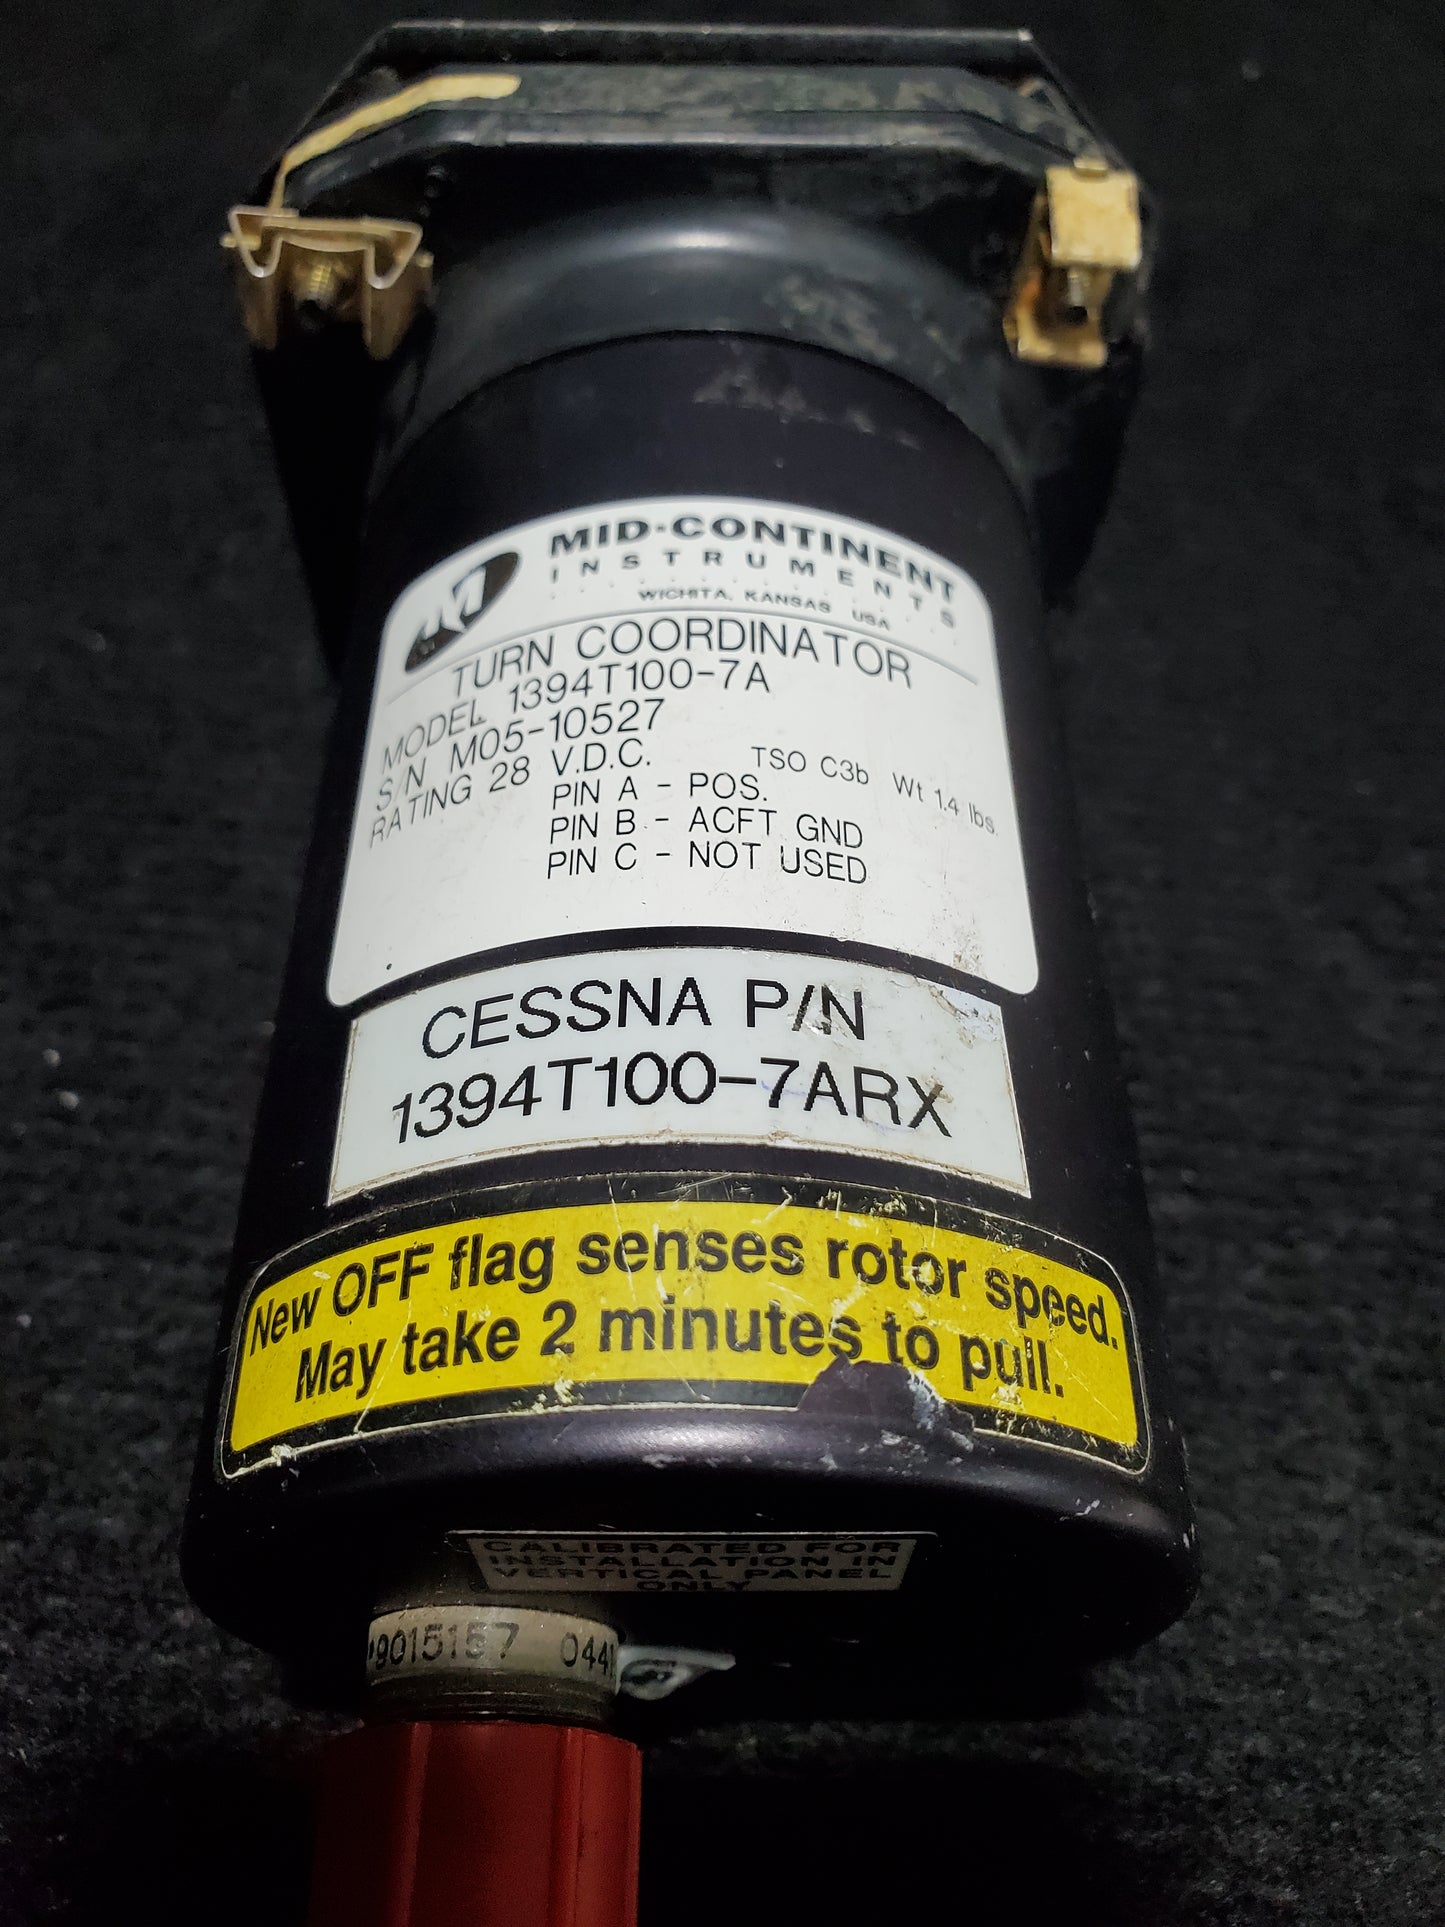 MID-CONTINENT
INSTRUMENTS
WICHITA, KANSAS USA
TURN COORDINATOR
MODEL 1394T100-7A
S/N M05-10527
RATING 28 V.D.C. TSO C3b Wt 1.4 lbs.
PIN A - POS.
PIN B - ACFT GND
PIN C - NOT USED
CESSNA P/N
1394T100-7ARX
New OFF flag senses rotor speed.
May take 2 minutes to pull.
CALIBRATED FOR
INSTALLATION IN
VERTICAL PANEL
ONLY
9015157 044